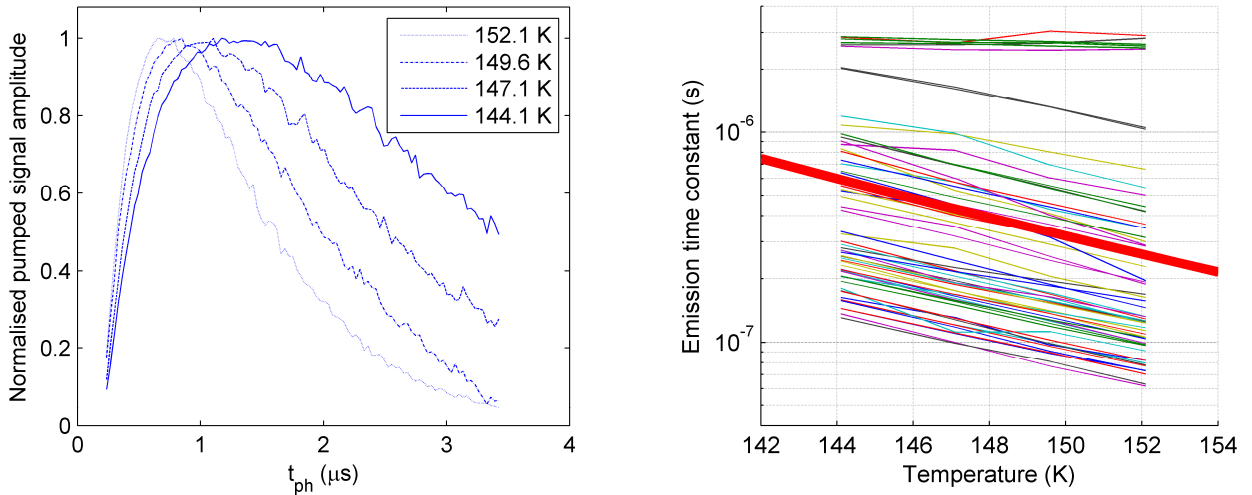 Normalised pumped signal amplitude
1
0.8
0.6
0.4
0.2
0
0 1 2 3 4
t_ph (μs)
152.1 K
149.6 K
147.1 K
144.1 K
Emission time constant (s)
10^-6
10^-7
142 144 146 148 150 152 154
Temperature (K)